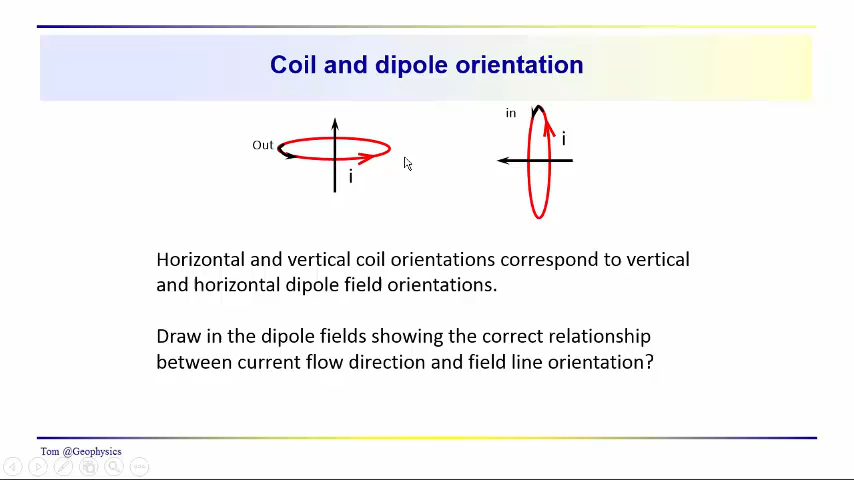 Coil and dipole orientation
Out
i
in
i
Horizontal and vertical coil orientations correspond to vertical
and horizontal dipole field orientations.
Draw in the dipole fields showing the correct relationship
between current flow direction and field line orientation?
Tom @Geophysics